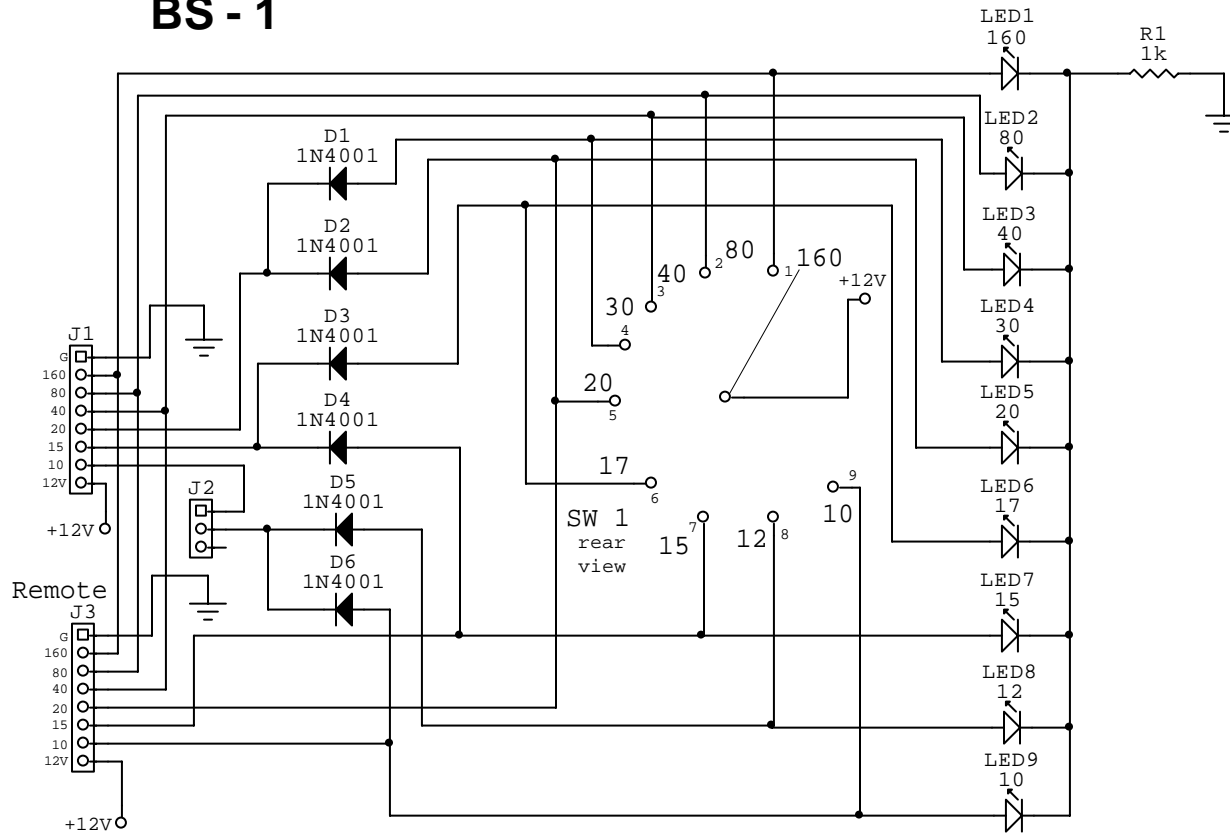 BS - 1
LED1
160
R1
1k
LED2
80
D1
1N4001
LED3
40
D2
1N4001
80
2
160
1
40
3
+12V
30
4
LED4
30
D3
1N4001
J1
G
160
80
40
20
15
10
12V
+12V
20
5
LED5
20
D4
1N4001
17
6
9
10
J2
D5
1N4001
LED6
17
SW 1
rear
view
7
15
12
8
D6
1N4001
LED7
15
Remote
J3
G
160
80
40
20
15
10
12V
+12V
LED8
12
LED9
10